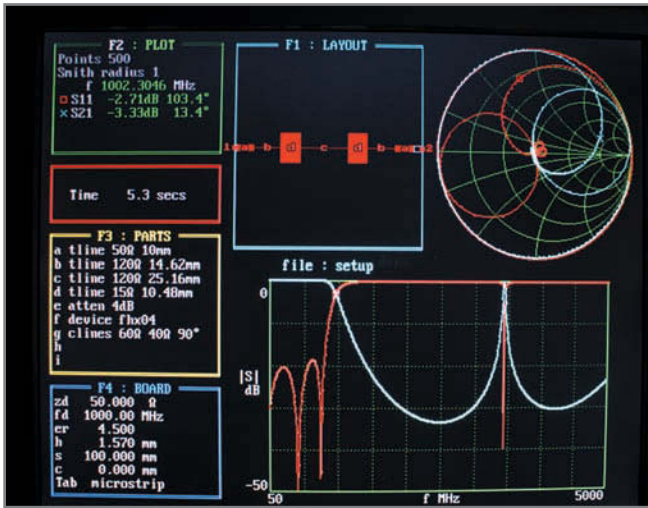 F2 : PLOT
Points 500
Smith radius 1
f 1002.3046 MHz
S11 -2.71dB 103.4°
S21 -3.33dB 13.4°
Time 5.3 secs
F3 : PARTS
a tline 50Ω 10mm
b tline 120Ω 14.62mm
c tline 120Ω 25.16mm
d tline 15Ω 10.48mm
e atten 4dB
f device fhx04
g clines 60Ω 40Ω 90°
h
i
F4 : BOARD
zd 50.000 Ω
fd 1000.00 MHz
er 4.500
h 1.570 mm
s 100.000 mm
c 0.000 mm
Tab microstrip
F1 : LAYOUT
b d c d b
file : setup
0
|S|
dB
-50
50 f MHz 5000